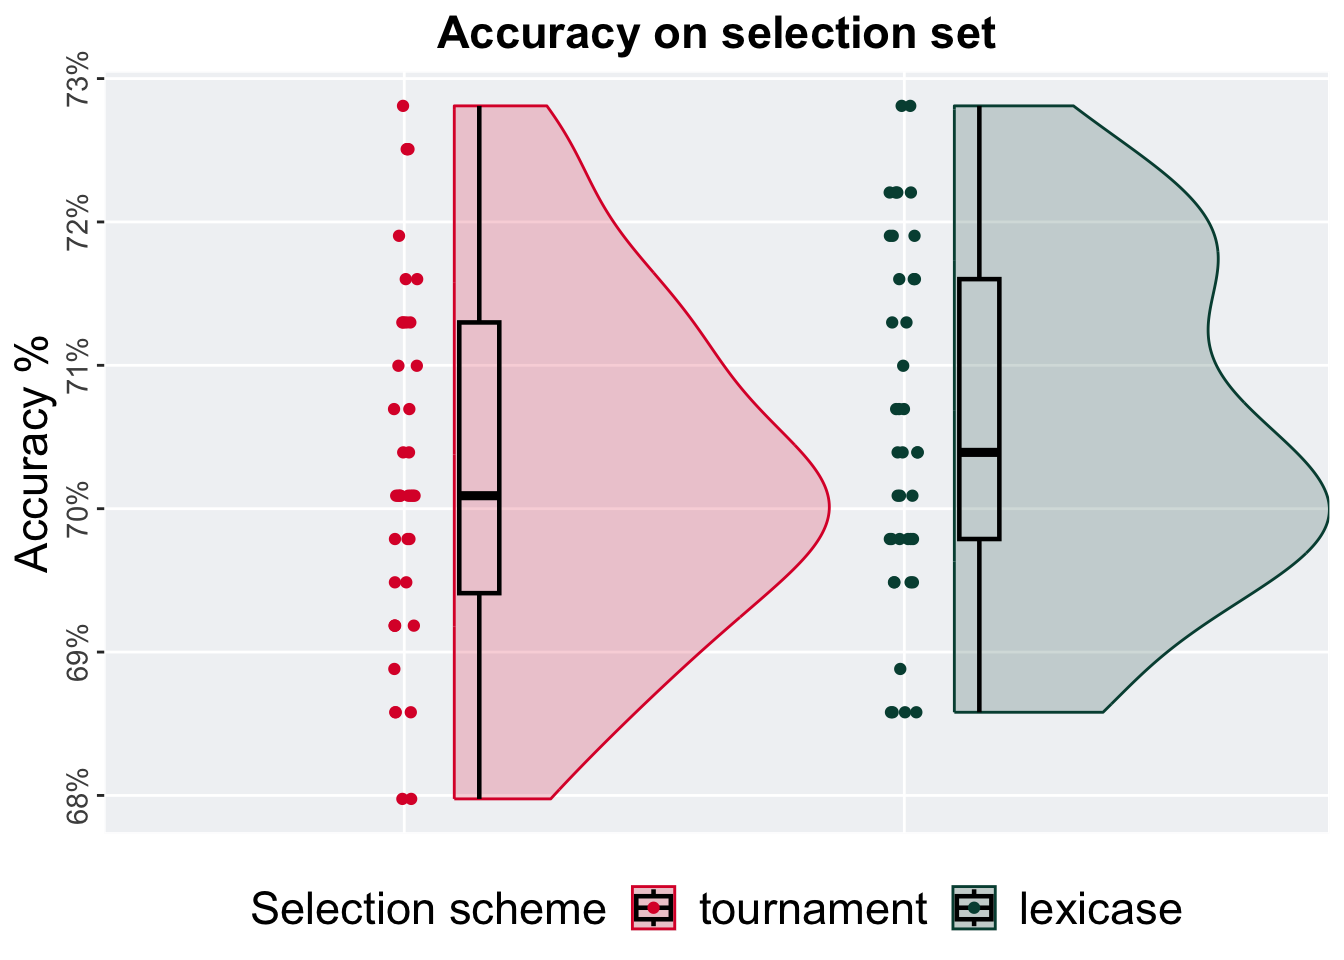 Accuracy on selection set
Accuracy %
73%
72%
71%
70%
69%
68%
Selection scheme tournament lexicase